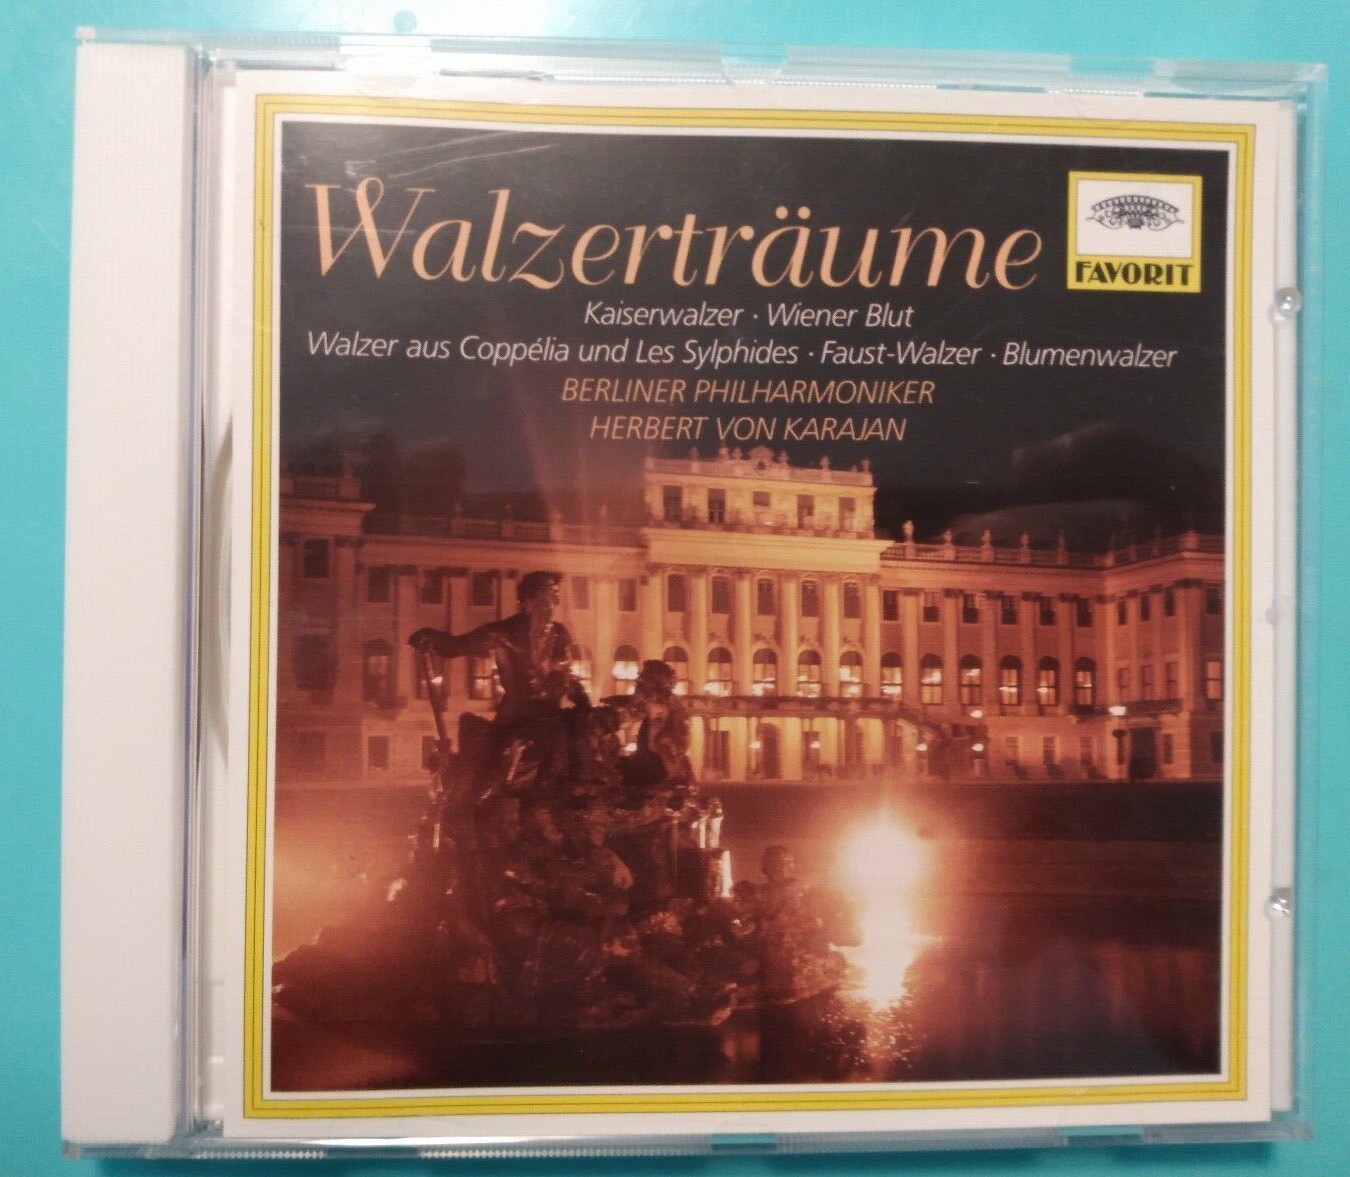 Walzerträume
FAVORIT
Kaiserwalzer · Wiener Blut
Walzer aus Coppélia und Les Sylphides · Faust-Walzer · Blumenwalzer
BERLINER PHILHARMONIKER
HERBERT VON KARAJAN